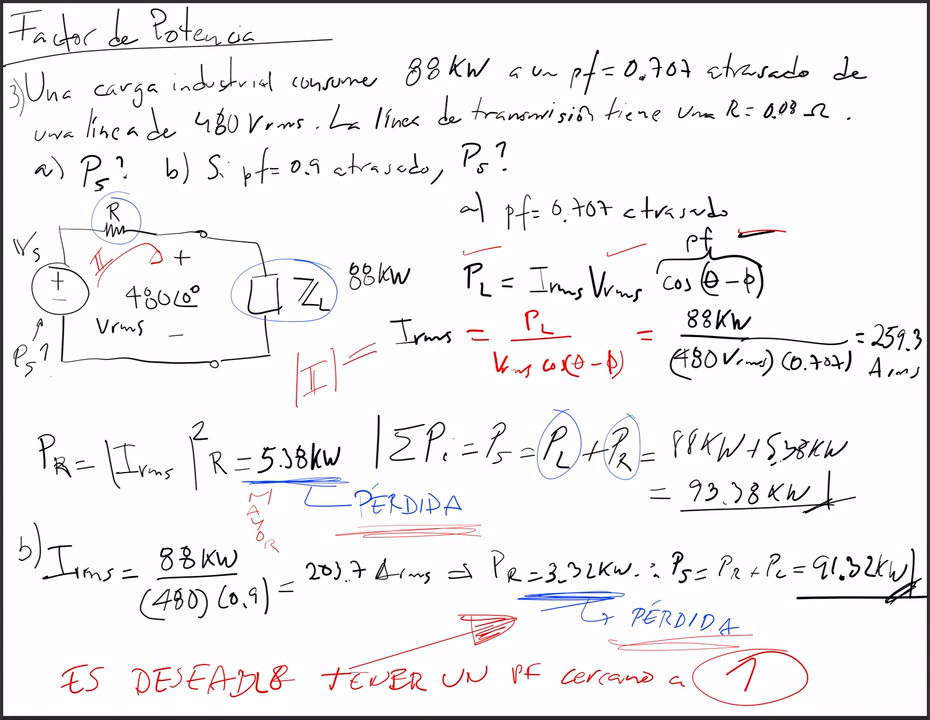 Factor de Potencia
3) Una carga industrial consume 88KW a un pf=0.707 atrasado de
una línea de 480 Vrms. La línea de transmisión tiene una R=0.08 Ω.
a) Ps? b) Si pf=0.9 atrasado, Ps?
a) pf=0.707 atrasado
R
Vs
I
+
+
-
480∠0°
Vrms
-
ZL
88KW
Ps?
pf
PL = Irms Vrms cos(θ-φ)
|I| = Irms = PL / Vrms cos(θ-φ) = 88KW / (480 Vrms)(0.707) = 259.3 Arms
PR = |Irms|² R = 5.38KW | ΣPi = Ps = PL + PR = 88KW + 5.38KW
= 93.38KW
MAYOR
PÉRDIDA
b) Irms = 88KW / (480)(0.9) = 203.7 Arms ⇒ PR = 3.32KW ∴ Ps = PR + PL = 91.32KW
PÉRDIDA
ES DESEABLE TENER UN PF cercano a 1